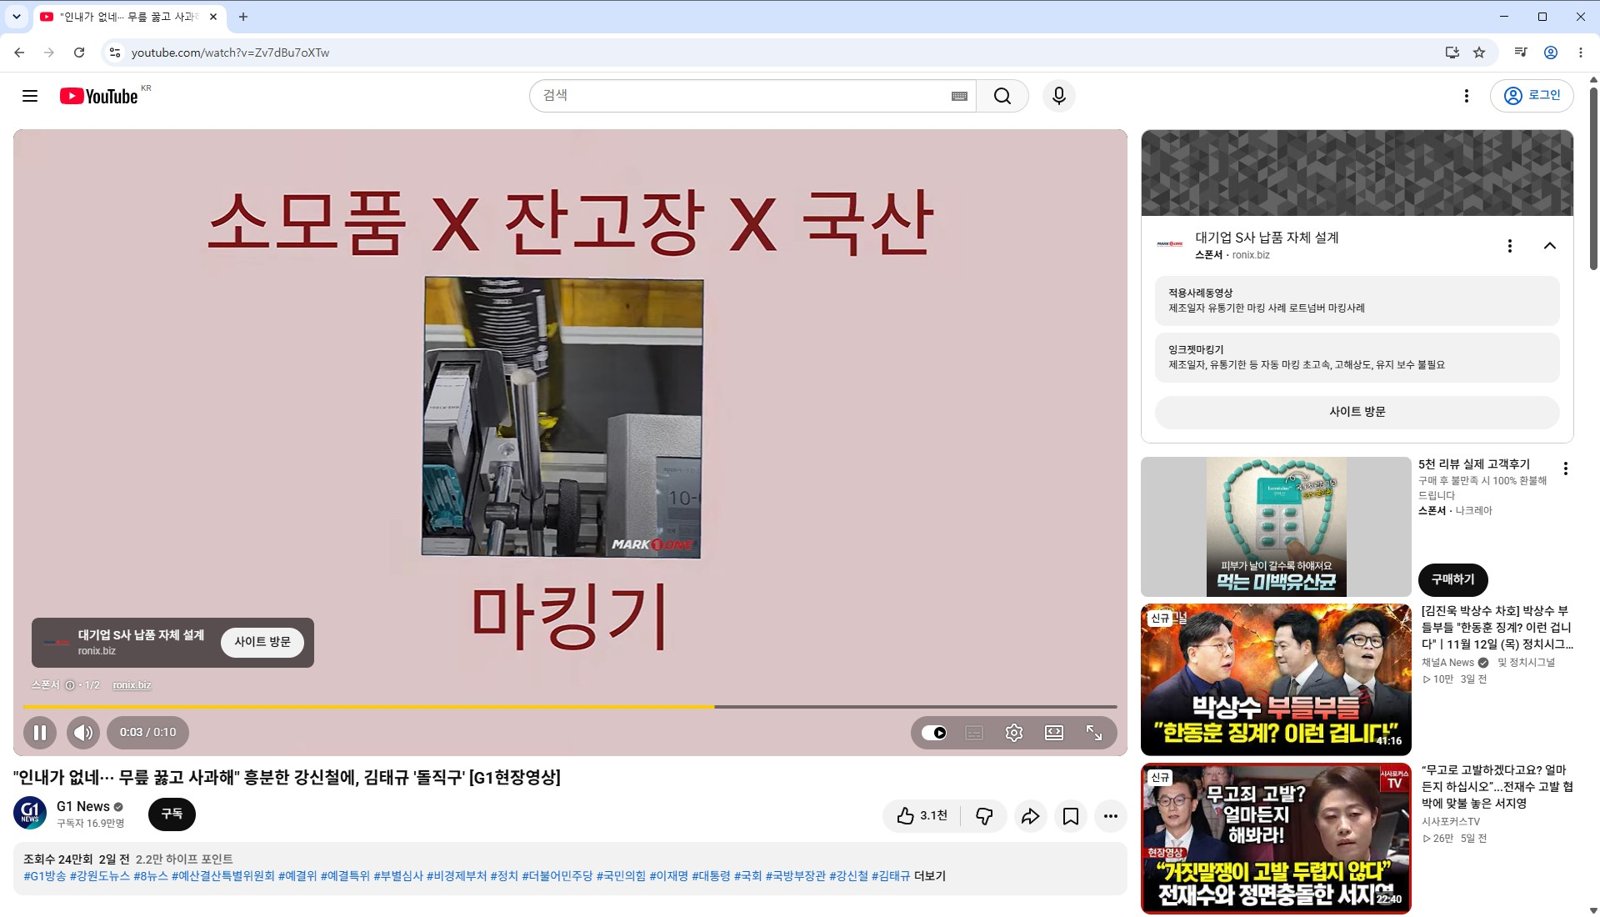 "인내가 없네··· 무릎 꿇고 사과해
youtube.com/watch?v=Zv7dBu7oXTw
YouTube KR
검색
로그인
소모품 X 잔고장 X 국산
10-
MARK ONE
마킹기
대기업 S사 납품 자체 설계
ronix.biz
사이트 방문
스폰서 · 1/2 ronix.biz
0:03 / 0:10
"인내가 없네··· 무릎 꿇고 사과해" 흥분한 강신철에, 김태규 '돌직구' [G1현장영상]
G1 NEWS
G1 News
구독자 16.9만명
구독
3.1천
조회수 24만회 2일 전 2.2만 하이프 포인트
#G1방송 #강원도뉴스 #8뉴스 #예산결산특별위원회 #예결위 #예결특위 #부별심사 #비경제부처 #정치 #더불어민주당 #국민의힘 #이재명 #대통령 #국회 #국방부장관 #강신철 #김태규 더보기
MARK ONE
대기업 S사 납품 자체 설계
스폰서 · ronix.biz
적용사례동영상
제조일자 유통기한 마킹 사례 로트넘버 마킹사례
잉크젯마킹기
제조일자, 유통기한 등 자동 마킹 초고속, 고해상도, 유지 보수 불필요
사이트 방문
피부가 날이 갈수록 하얘져요
먹는 미백유산균
5천 리뷰 실제 고객후기
구매 후 불만족 시 100% 환불해
드립니다
스폰서 · 나크레아
구매하기
신규
박상수 부들부들
"한동훈 징계? 이런 겁니다"
41:16
[김진욱 박상수 차호] 박상수 부
들부들 "한동훈 징계? 이런 겁니
다"ㅣ11월 12일 (목) 정치시그...
채널A News 및 정치시그널
10만 3일 전
신규
시사포커스
TV
무고죄 고발?
얼마든지
해봐라!
현장영상
"거짓말쟁이 고발 두렵지 않다"
전재수와 정면충돌한 서지영
22:40
"무고로 고발하겠다고요? 얼마
든지 하십시오"...전재수 고발 협
박에 맞불 놓은 서지영
시사포커스TV
26만 5일 전